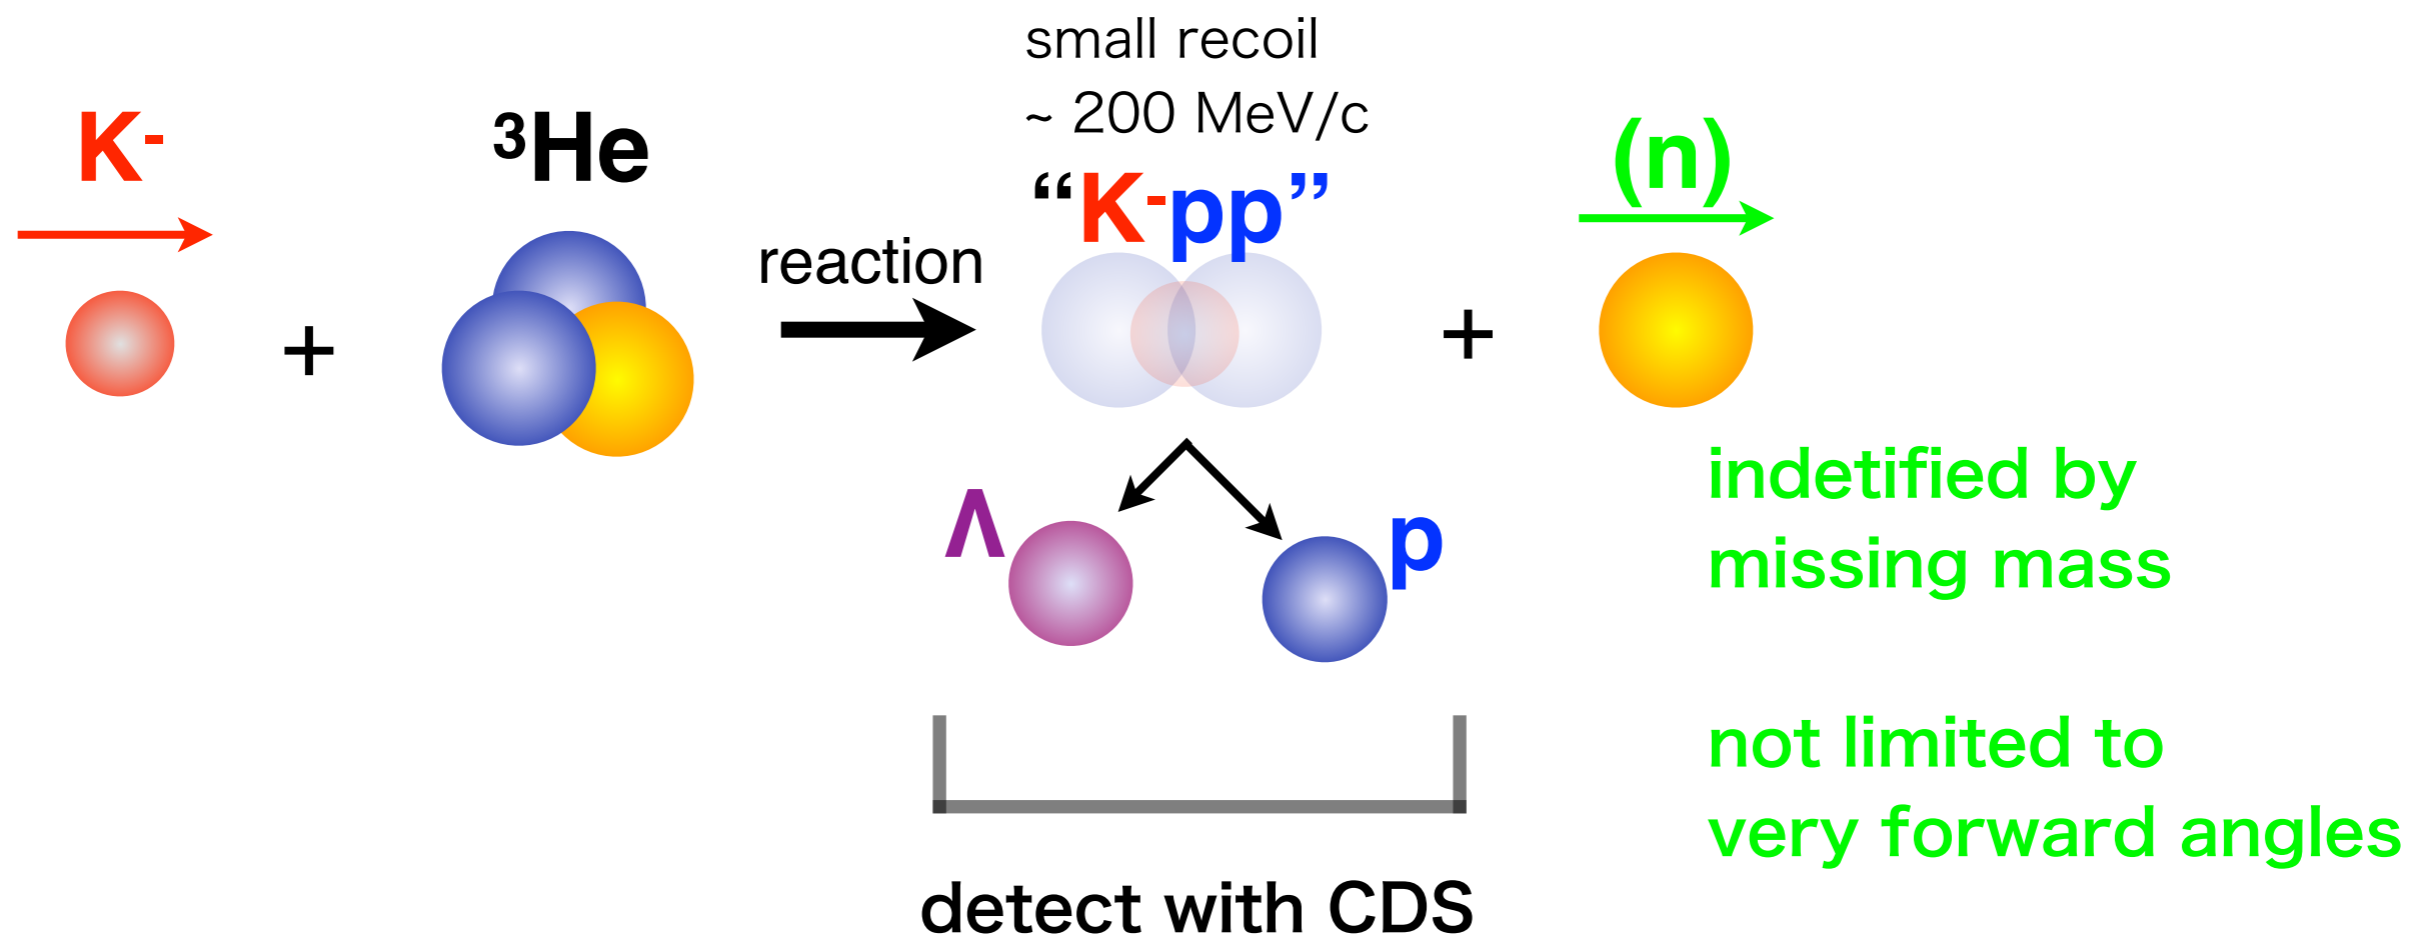 small recoil
~ 200 MeV/c
K-
+
³He
reaction
“K-pp”
+
(n)
Λ
p
indetified by
missing mass
not limited to
very forward angles
detect with CDS